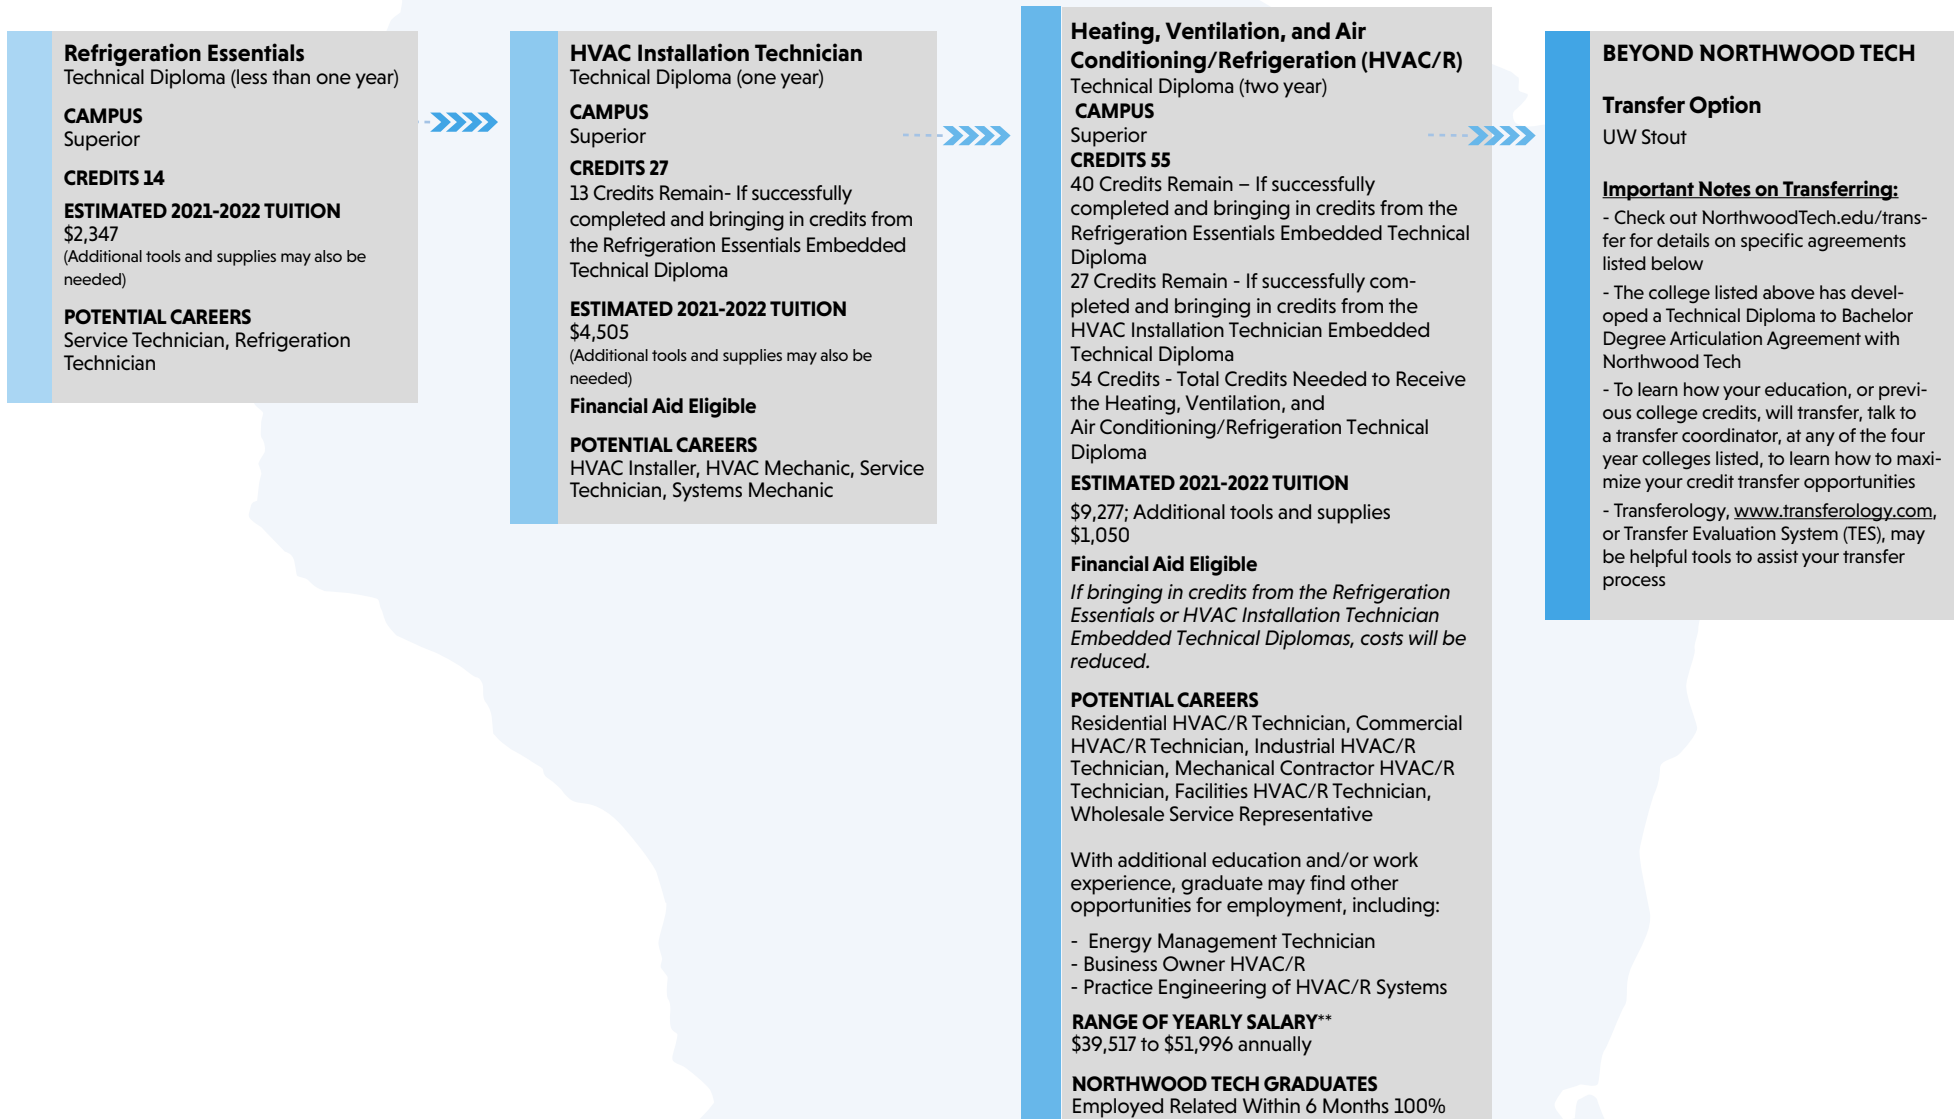 Refrigeration Essentials
Technical Diploma (less than one year)
CAMPUS
Superior
CREDITS 14
ESTIMATED 2021-2022 TUITION
$2,347
(Additional tools and supplies may also be
needed)
POTENTIAL CAREERS
Service Technician, Refrigeration
Technician
HVAC Installation Technician
Technical Diploma (one year)
CAMPUS
Superior
CREDITS 27
13 Credits Remain- If successfully
completed and bringing in credits from
the Refrigeration Essentials Embedded
Technical Diploma
ESTIMATED 2021-2022 TUITION
$4,505
(Additional tools and supplies may also be
needed)
Financial Aid Eligible
POTENTIAL CAREERS
HVAC Installer, HVAC Mechanic, Service
Technician, Systems Mechanic
Heating, Ventilation, and Air
Conditioning/Refrigeration (HVAC/R)
Technical Diploma (two year)
CAMPUS
Superior
CREDITS 55
40 Credits Remain – If successfully
completed and bringing in credits from the
Refrigeration Essentials Embedded Technical
Diploma
27 Credits Remain - If successfully com-
pleted and bringing in credits from the
HVAC Installation Technician Embedded
Technical Diploma
54 Credits - Total Credits Needed to Receive
the Heating, Ventilation, and
Air Conditioning/Refrigeration Technical
Diploma
ESTIMATED 2021-2022 TUITION
$9,277; Additional tools and supplies
$1,050
Financial Aid Eligible
If bringing in credits from the Refrigeration
Essentials or HVAC Installation Technician
Embedded Technical Diplomas, costs will be
reduced.
POTENTIAL CAREERS
Residential HVAC/R Technician, Commercial
HVAC/R Technician, Industrial HVAC/R
Technician, Mechanical Contractor HVAC/R
Technician, Facilities HVAC/R Technician,
Wholesale Service Representative
With additional education and/or work
experience, graduate may find other
opportunities for employment, including:
- Energy Management Technician
- Business Owner HVAC/R
- Practice Engineering of HVAC/R Systems
RANGE OF YEARLY SALARY**
$39,517 to $51,996 annually
NORTHWOOD TECH GRADUATES
Employed Related Within 6 Months 100%
BEYOND NORTHWOOD TECH
Transfer Option
UW Stout
Important Notes on Transferring:
- Check out NorthwoodTech.edu/trans-
fer for details on specific agreements
listed below
- The college listed above has devel-
oped a Technical Diploma to Bachelor
Degree Articulation Agreement with
Northwood Tech
- To learn how your education, or previ-
ous college credits, will transfer, talk to
a transfer coordinator, at any of the four
year colleges listed, to learn how to maxi-
mize your credit transfer opportunities
- Transferology, www.transferology.com,
or Transfer Evaluation System (TES), may
be helpful tools to assist your transfer
process